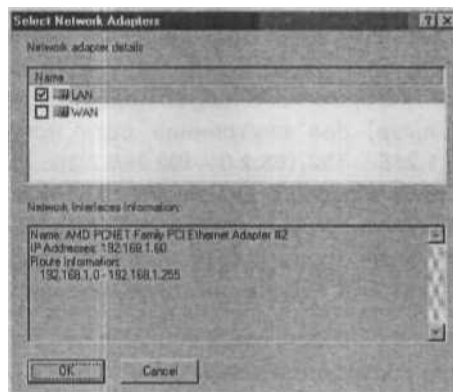 Select Network Adapters
Network adapter details
Name
LAN
WAN
Network Interfaces Information:
Name: AMD PCNET Family PCI Ethernet Adapter #2
IP Addresses: 192.168.1.60
Route Information:
192.168.1.0 - 192.168.1.255
OK
Cancel